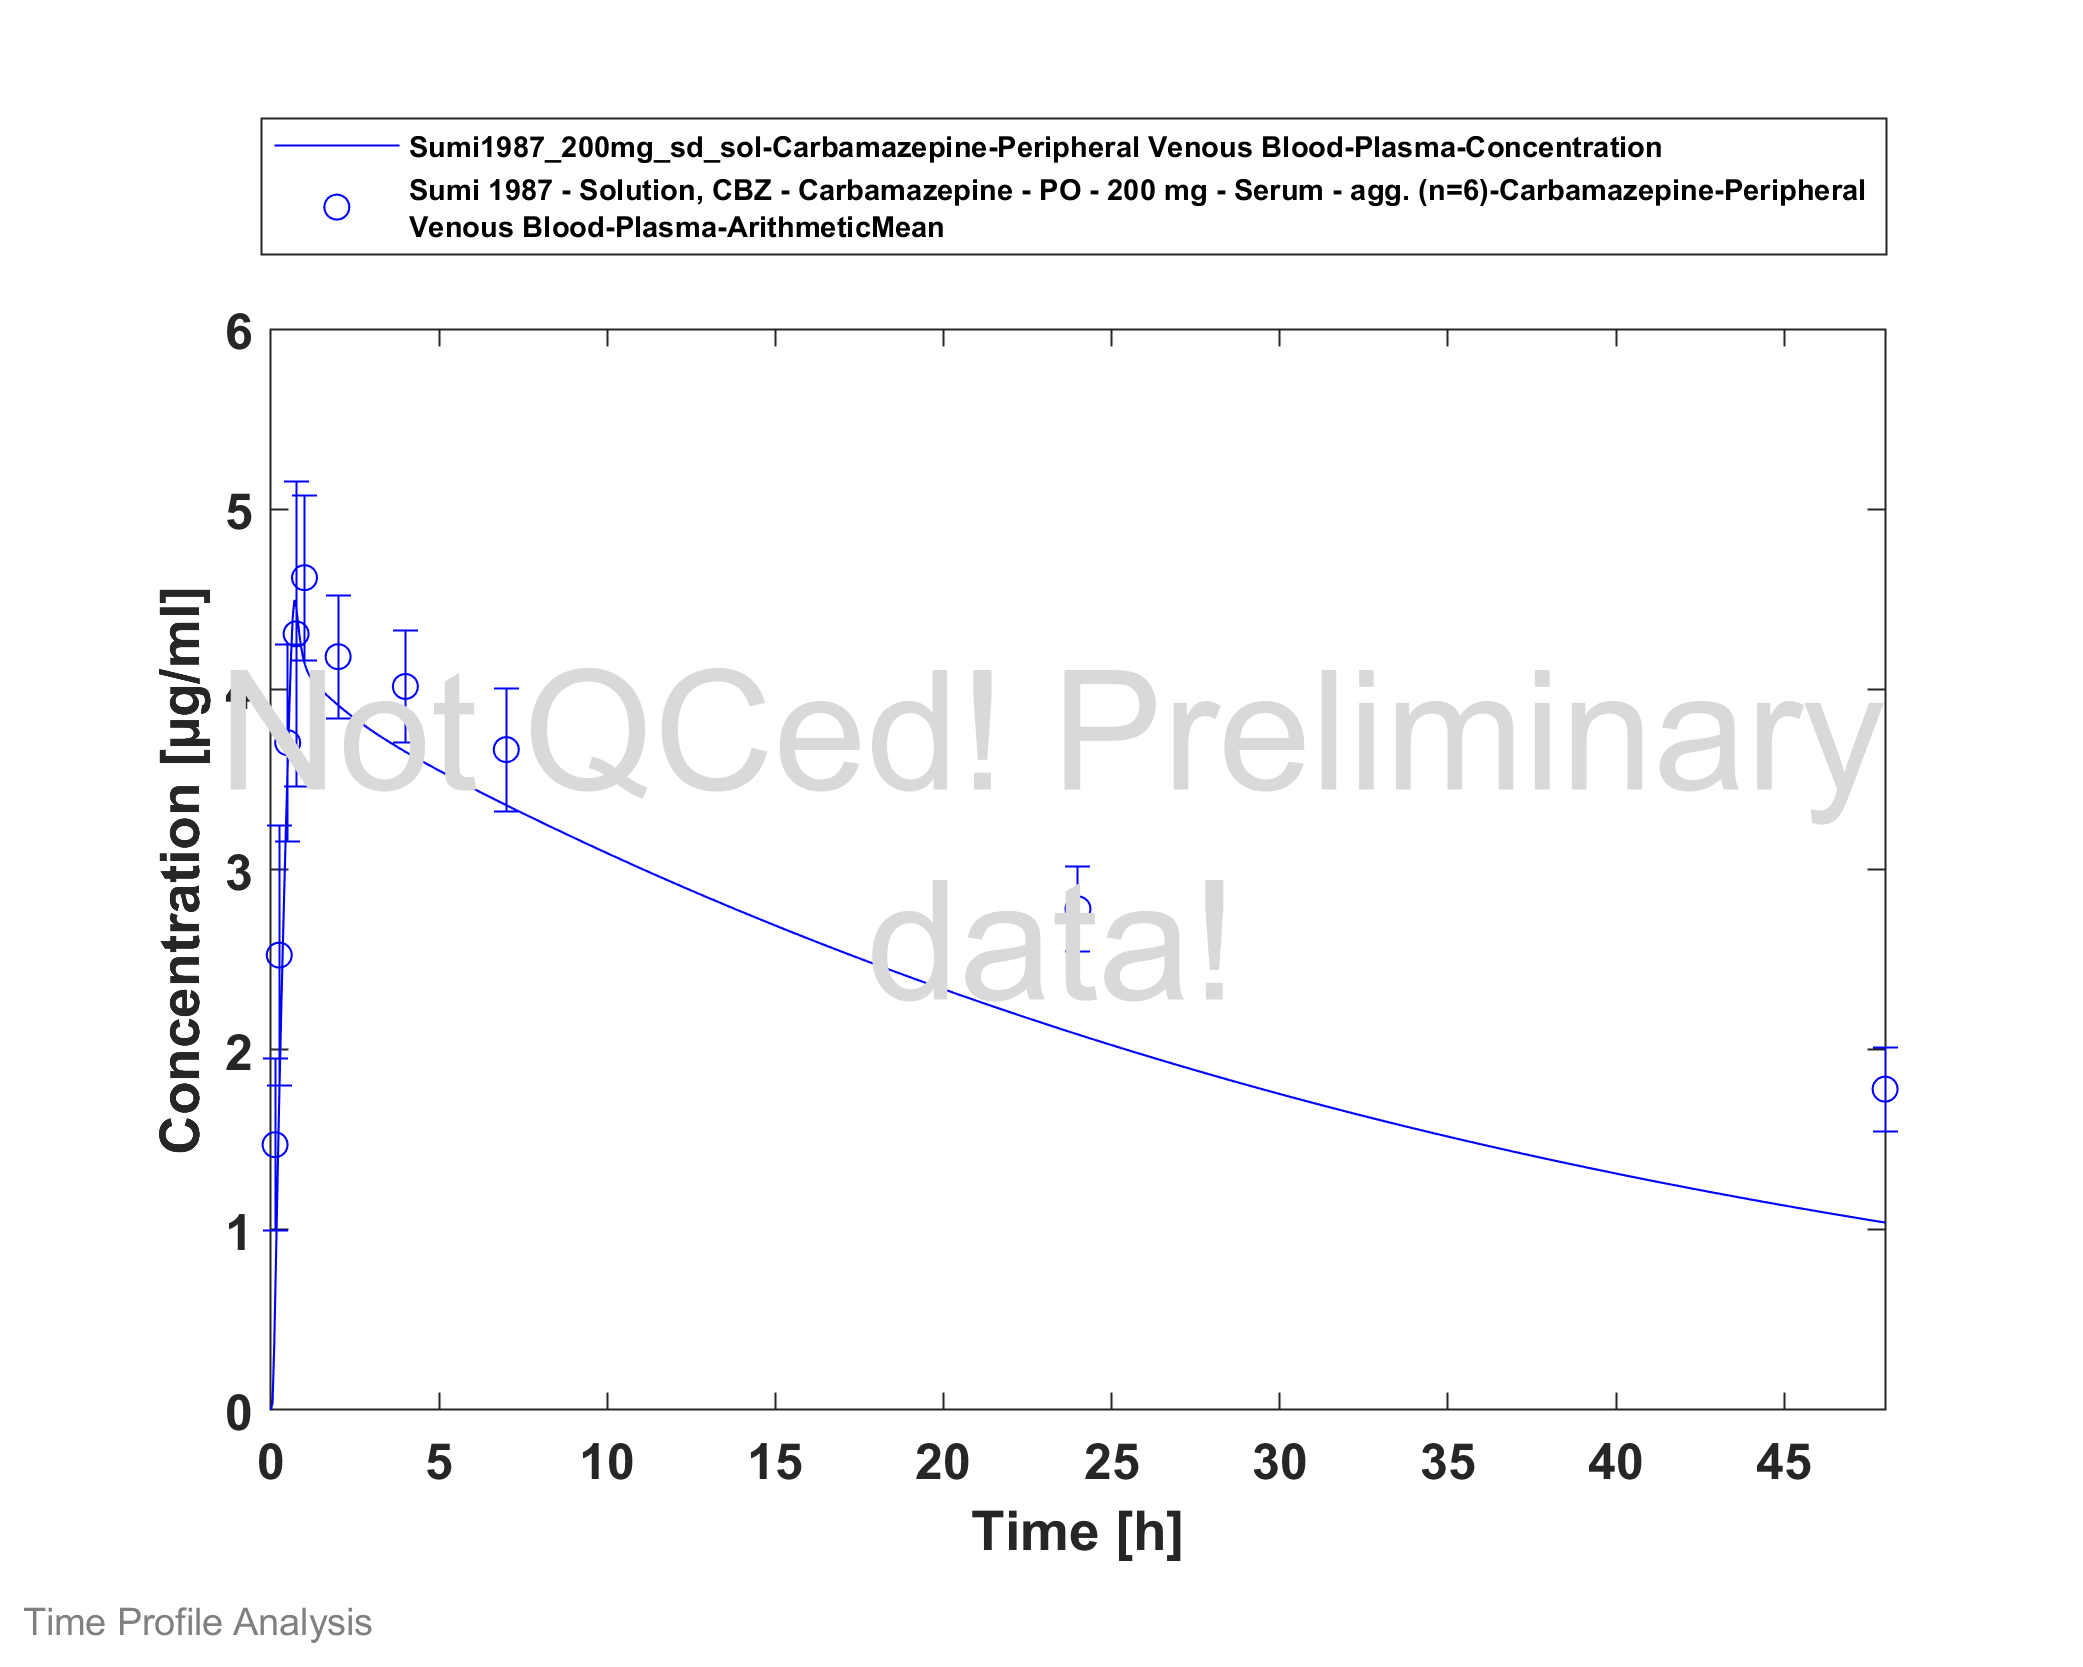 Sumi1987_200mg_sd_sol-Carbamazepine-Peripheral Venous Blood-Plasma-Concentration
Sumi 1987 - Solution, CBZ - Carbamazepine - PO - 200 mg - Serum - agg. (n=6)-Carbamazepine-Peripheral
Venous Blood-Plasma-ArithmeticMean
6
5
4
3
2
1
0
Concentration [µg/ml]
Not QCed! Preliminary
data!
0 5 10 15 20 25 30 35 40 45
Time [h]
Time Profile Analysis